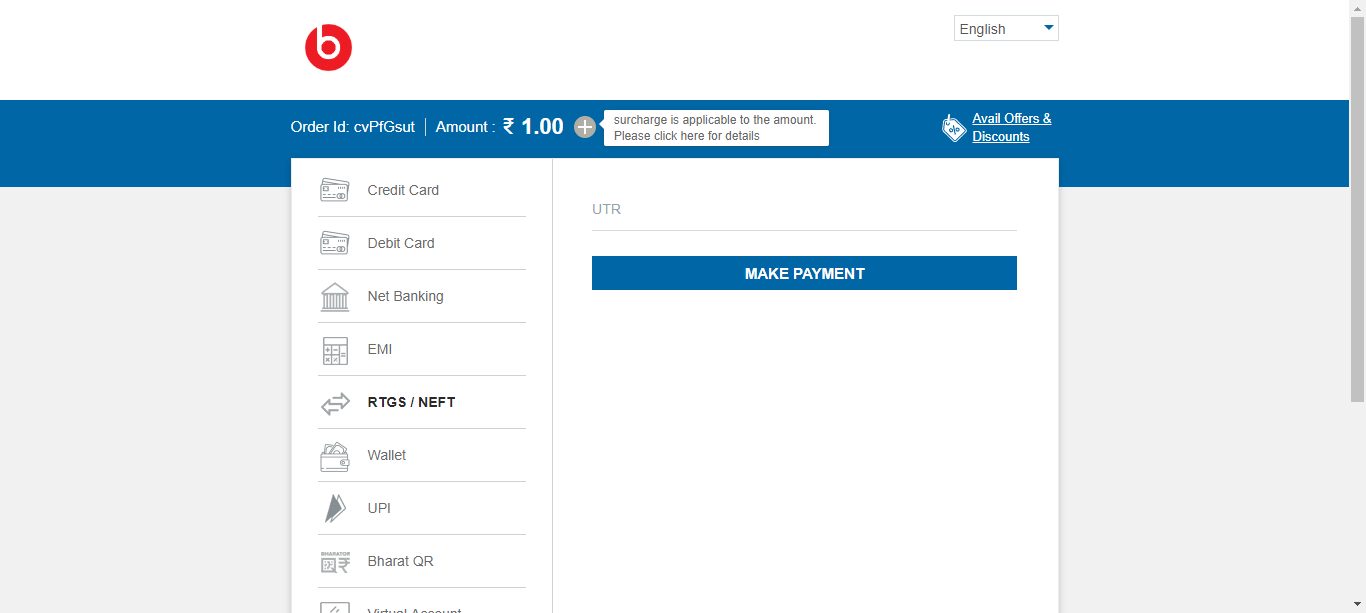 b
English
Order Id: cvPfGsut
Amount : ₹ 1.00
surcharge is applicable to the amount.
Please click here for details
Avail Offers &
Discounts
Credit Card
Debit Card
Net Banking
EMI
RTGS / NEFT
Wallet
UPI
BHARATQR
Bharat QR
Virtual Account
UTR
MAKE PAYMENT